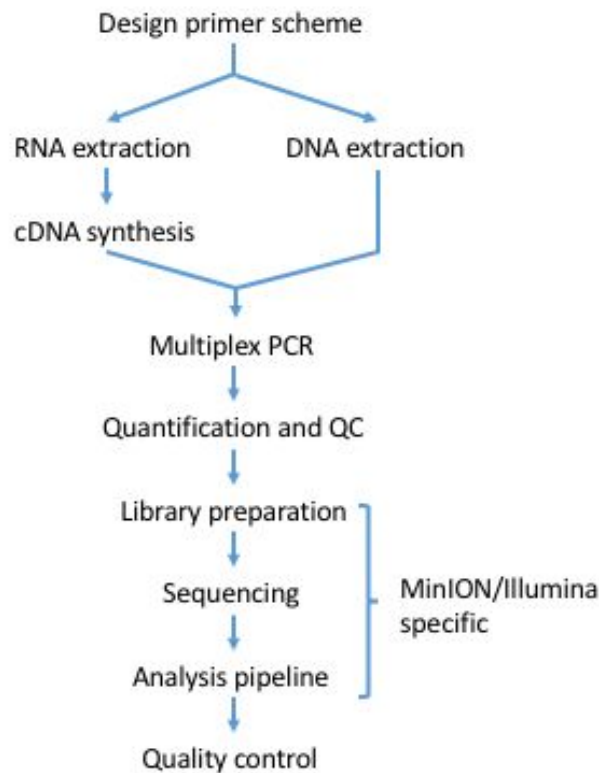 Design primer scheme
RNA extraction
DNA extraction
cDNA synthesis
Multiplex PCR
Quantification and QC
Library preparation
Sequencing
MinION/Illumina
specific
Analysis pipeline
Quality control